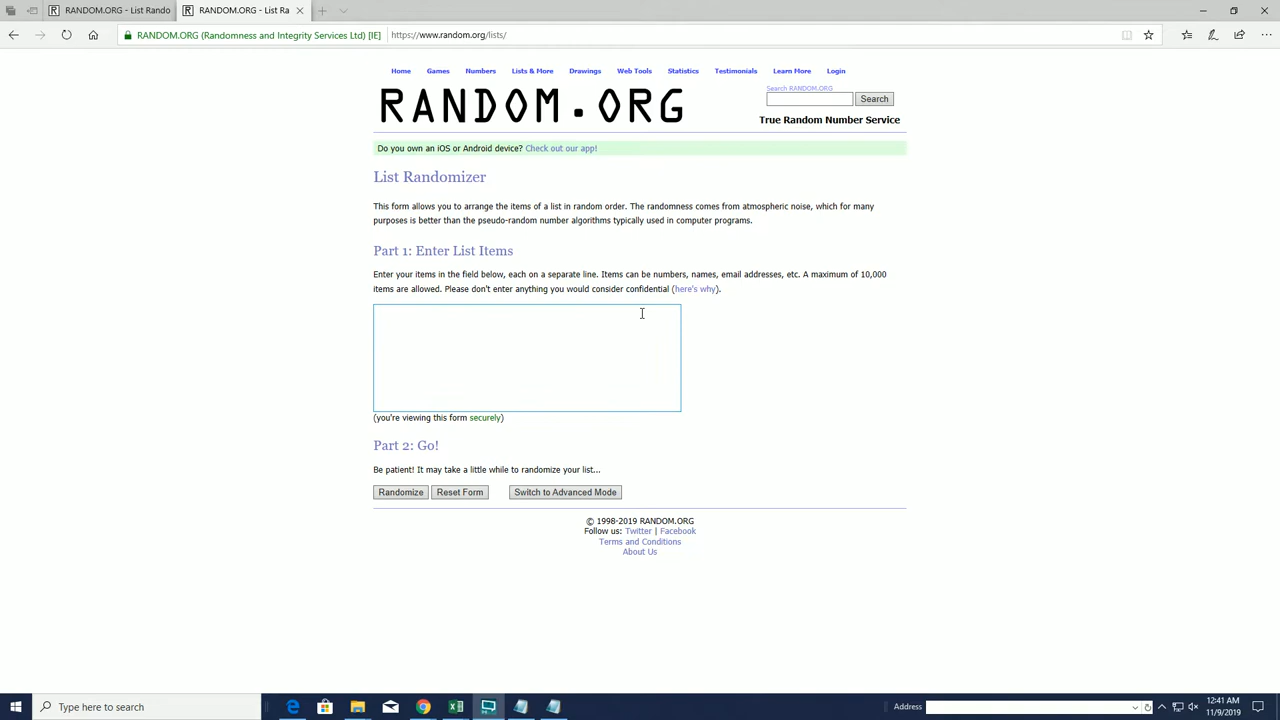 RANDOM.ORG - List Rando
RANDOM.ORG - List Ra
RANDOM.ORG (Randomness and Integrity Services Ltd) [IE]
https://www.random.org/lists/
Home Games Numbers Lists & More Drawings Web Tools Statistics Testimonials Learn More Login
RANDOM.ORG
Search RANDOM.ORG
Search
True Random Number Service
Do you own an iOS or Android device? Check out our app!
List Randomizer
This form allows you to arrange the items of a list in random order. The randomness comes from atmospheric noise, which for many
purposes is better than the pseudo-random number algorithms typically used in computer programs.
Part 1: Enter List Items
Enter your items in the field below, each on a separate line. Items can be numbers, names, email addresses, etc. A maximum of 10,000
items are allowed. Please don't enter anything you would consider confidential (here's why).
(you're viewing this form securely)
Part 2: Go!
Be patient! It may take a little while to randomize your list...
Randomize Reset Form Switch to Advanced Mode
© 1998-2019 RANDOM.ORG
Follow us: Twitter | Facebook
Terms and Conditions
About Us
Type here to search
Address
12:41 AM
11/9/2019